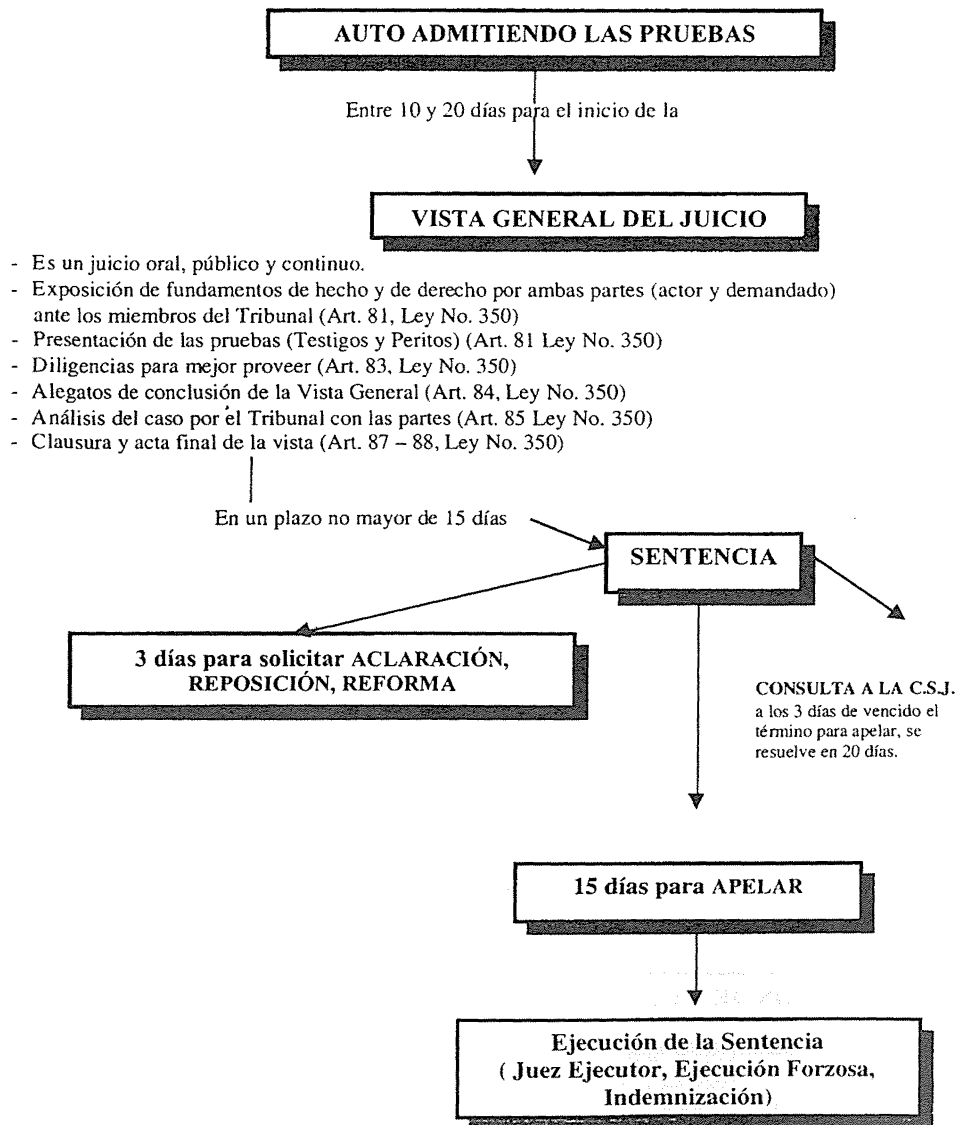 AUTO ADMITIENDO LAS PRUEBAS
Entre 10 y 20 días para el inicio de la
VISTA GENERAL DEL JUICIO
- Es un juicio oral, público y continuo.
- Exposición de fundamentos de hecho y de derecho por ambas partes (actor y demandado)
ante los miembros del Tribunal (Art. 81, Ley No. 350)
- Presentación de las pruebas (Testigos y Peritos) (Art. 81 Ley No. 350)
- Diligencias para mejor proveer (Art. 83, Ley No. 350)
- Alegatos de conclusión de la Vista General (Art. 84, Ley No. 350)
- Análisis del caso por el Tribunal con las partes (Art. 85 Ley No. 350)
- Clausura y acta final de la vista (Art. 87 – 88, Ley No. 350)
En un plazo no mayor de 15 días
SENTENCIA
3 días para solicitar ACLARACIÓN,
REPOSICIÓN, REFORMA
CONSULTA A LA C.S.J.
a los 3 días de vencido el
término para apelar, se
resuelve en 20 días.
15 días para APELAR
Ejecución de la Sentencia
( Juez Ejecutor, Ejecución Forzosa,
Indemnización)